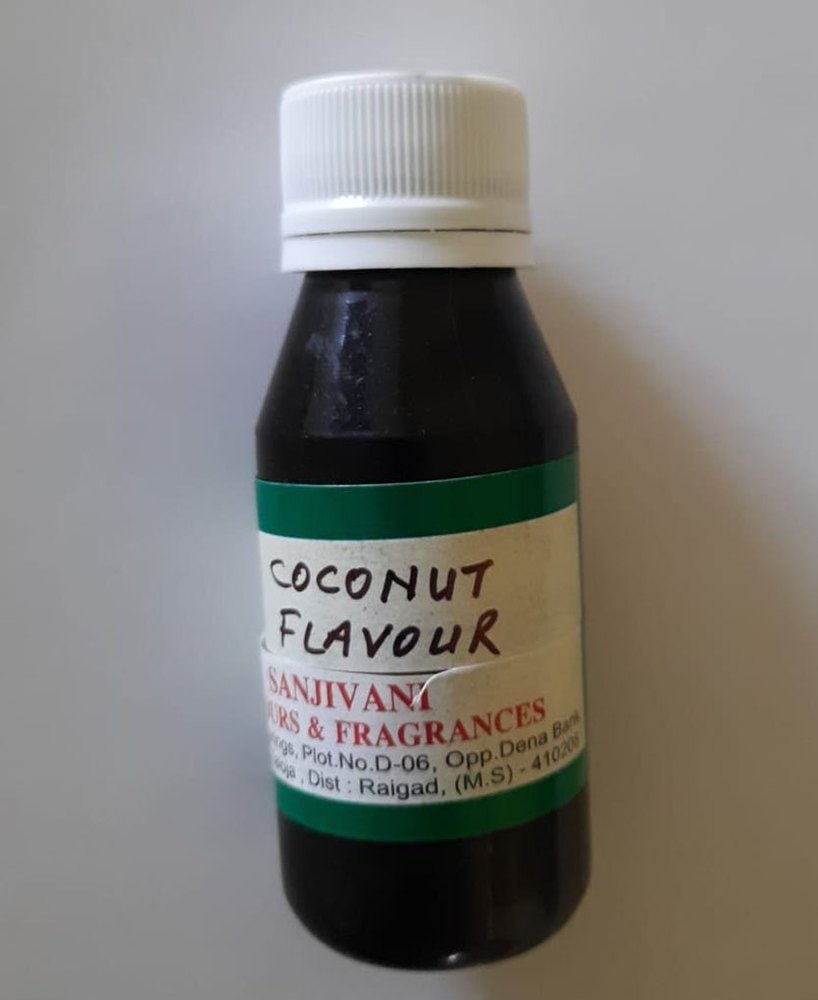 COCONUT
FLAVOUR
SANJIVANI
& FRAGRANCES
Plot.No.D-06, Opp.Dena Bank,
Dist : Raigad, (M.S) - 410208